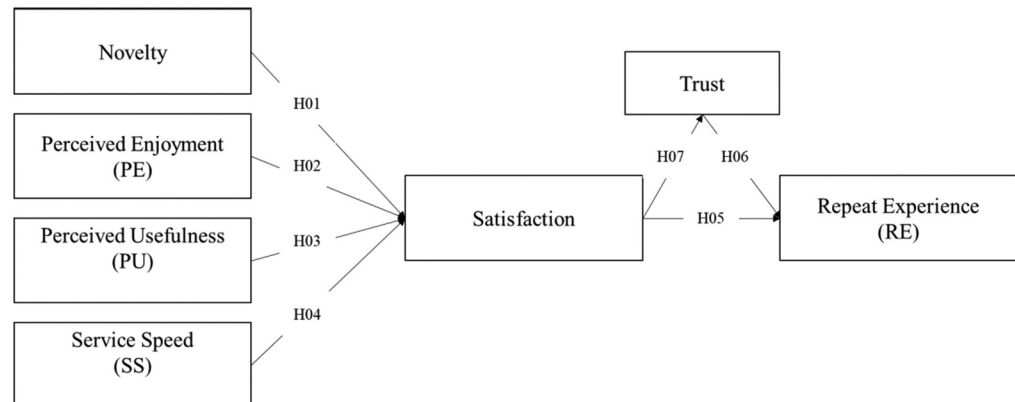 Novelty
H01
Perceived Enjoyment
(PE)
H02
Perceived Usefulness
(PU)
H03
Service Speed
(SS)
H04
Satisfaction
Trust
H07
H06
H05
Repeat Experience
(RE)